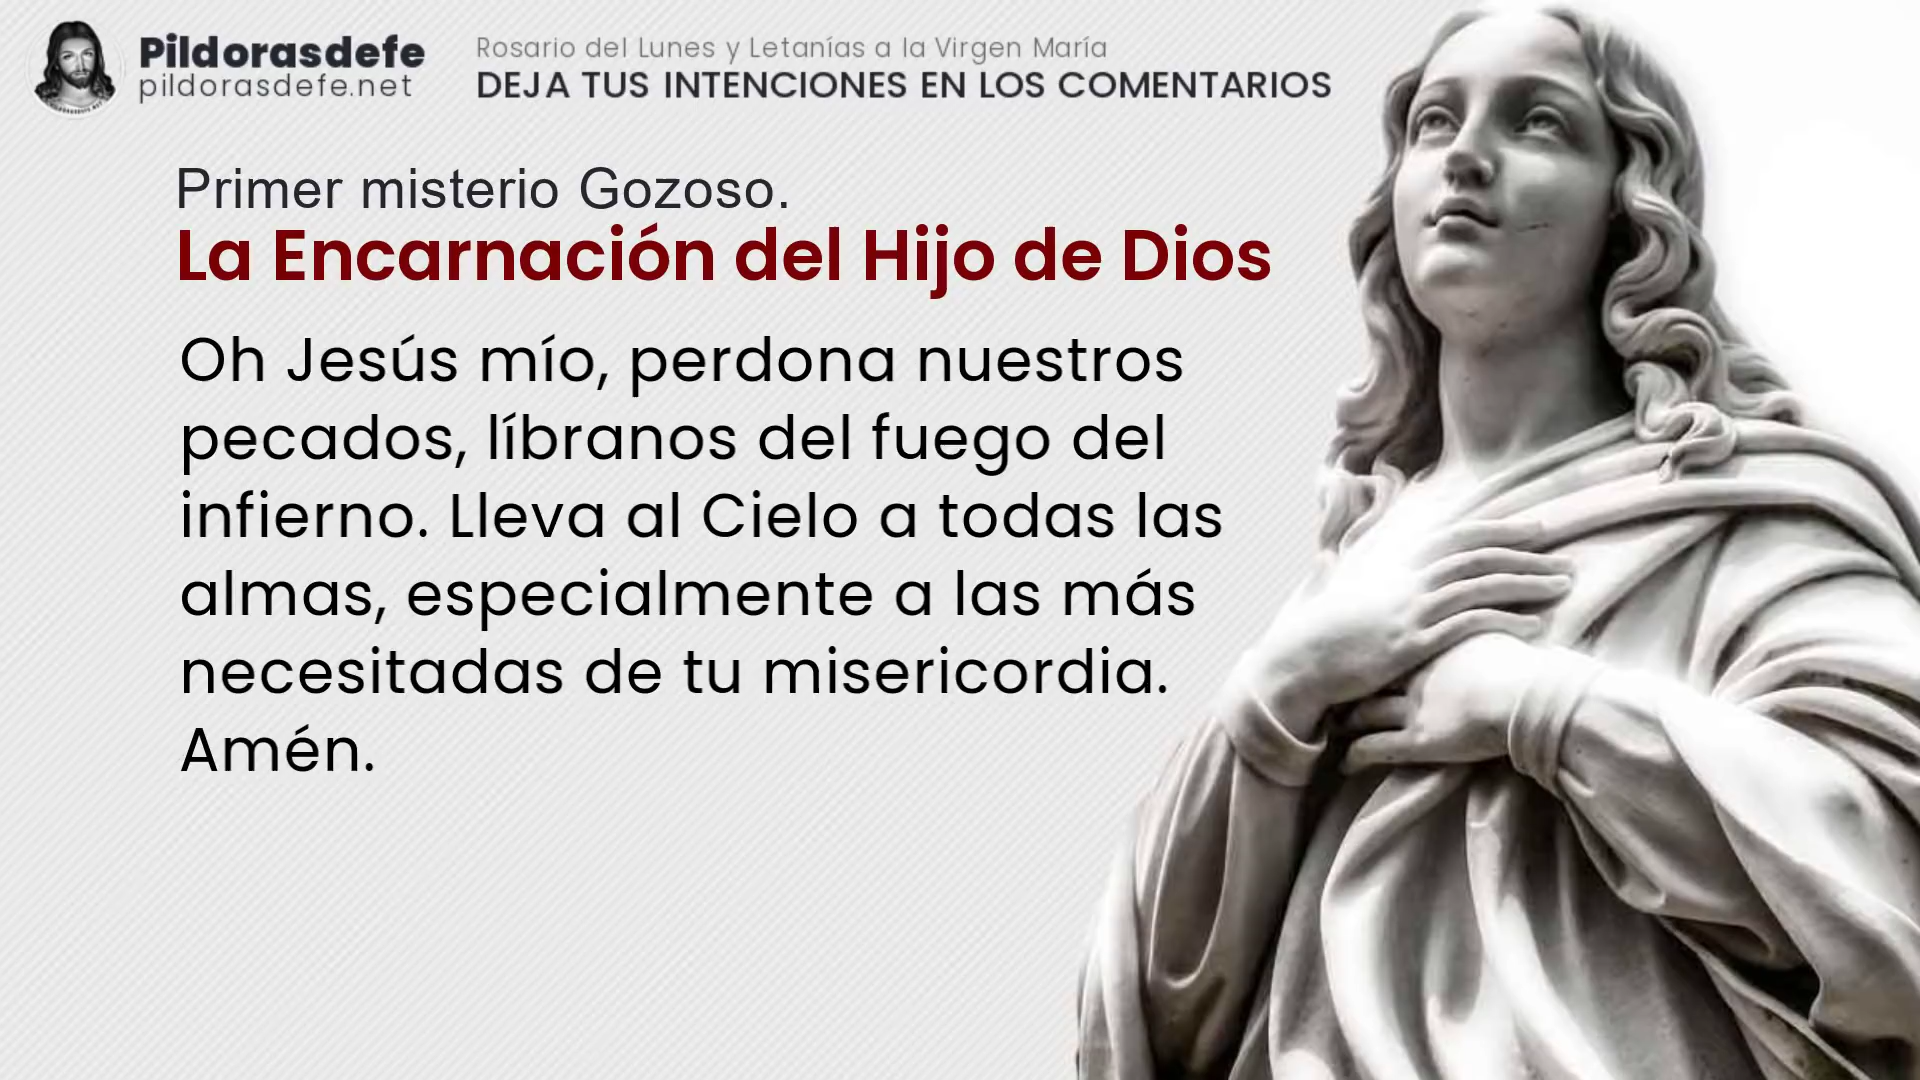 Pildorasdefe
pildorasdefe.net
Rosario del Lunes y Letanías a la Virgen María
DEJA TUS INTENCIONES EN LOS COMENTARIOS
Primer misterio Gozoso.
La Encarnación del Hijo de Dios
Oh Jesús mío, perdona nuestros
pecados, líbranos del fuego del
infierno. Lleva al Cielo a todas las
almas, especialmente a las más
necesitadas de tu misericordia.
Amén.